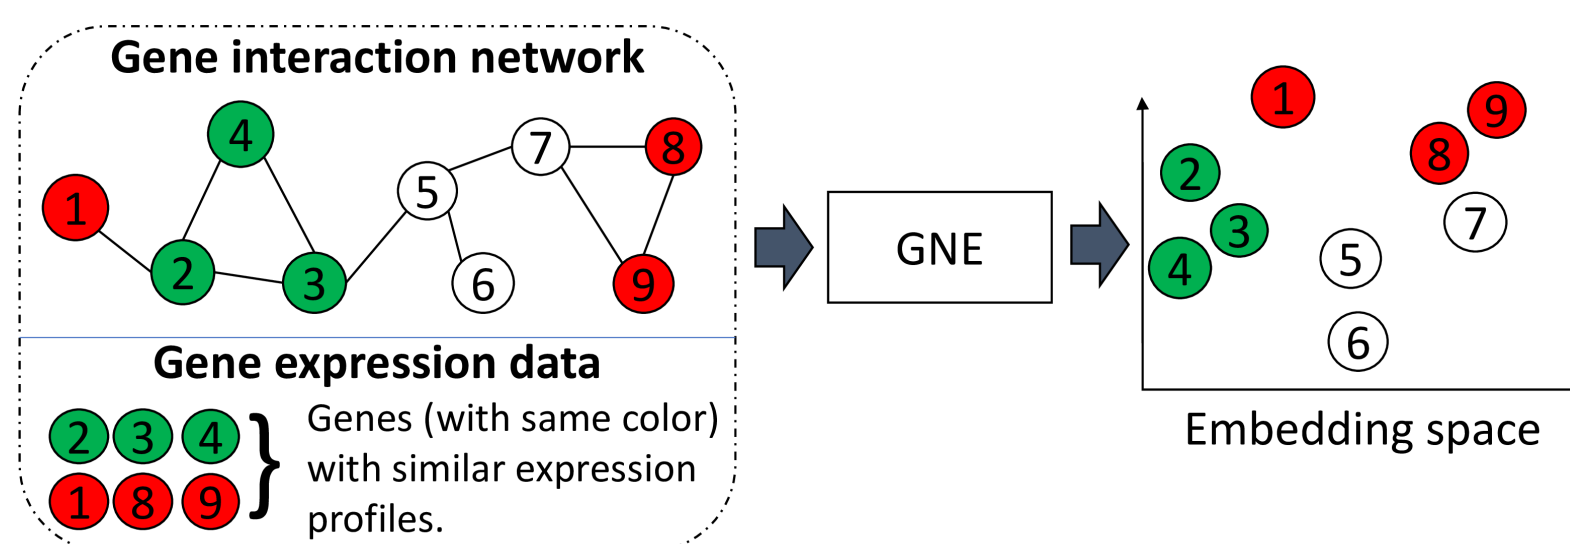 Gene interaction network
4
7
8
1
5
2
3
6
9
Gene expression data
2 3 4
1 8 9
}
Genes (with same color)
with similar expression
profiles.
GNE
1
9
8
2
7
3
5
4
6
Embedding space